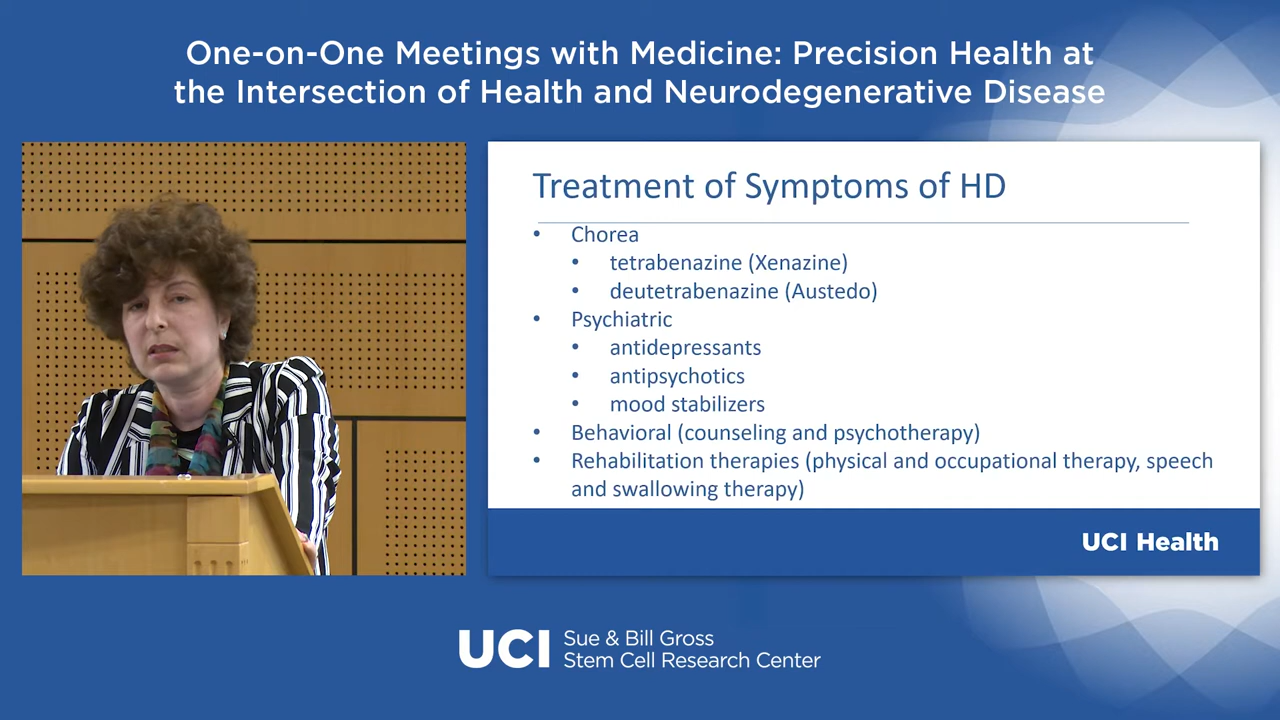 One-on-One Meetings with Medicine: Precision Health at
the Intersection of Health and Neurodegenerative Disease
Treatment of Symptoms of HD
• Chorea
• tetrabenazine (Xenazine)
• deutetrabenazine (Austedo)
• Psychiatric
• antidepressants
• antipsychotics
• mood stabilizers
• Behavioral (counseling and psychotherapy)
• Rehabilitation therapies (physical and occupational therapy, speech
and swallowing therapy)
UCI Health
UCI Sue & Bill Gross
Stem Cell Research Center